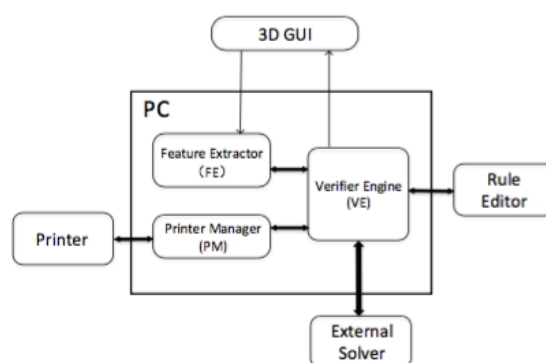 3D GUI
PC
Feature Extractor
(FE)
Verifier Engine
(VE)
Rule
Editor
Printer
Printer Manager
(PM)
External
Solver